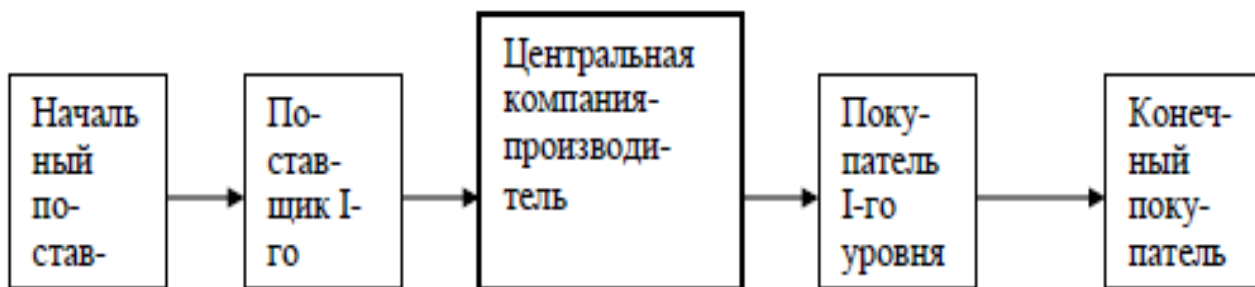 Началь
ный
по-
став-
По-
став-
щик I-
го
Центральная
компания-
производи-
тель
Поку-
патель
I-го
уровня
Конеч-
ный
поку-
патель